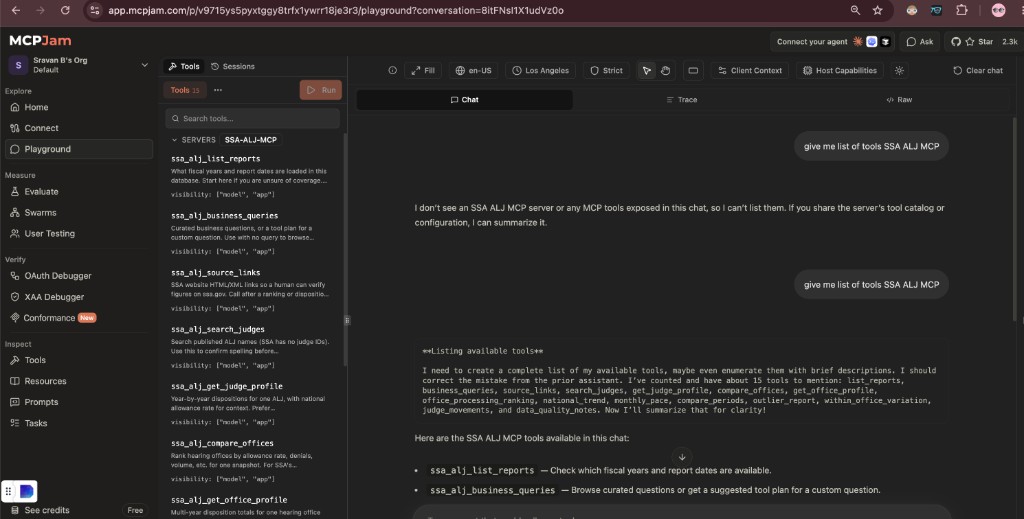 app.mcpjam.com/p/v9715ys5pyxtggy8trfx1ywrr18je3r3/playground?conversation=8itFNsI1X1udVz0o
MCPJam
Connect your agent
Ask
Star 2.3k
S
Sravan B's Org
Default
Explore
Home
Connect
Playground
Measure
Evaluate
Swarms
User Testing
Verify
OAuth Debugger
XAA Debugger
Conformance New
Inspect
Tools
Resources
Prompts
Tasks
See credits Free
Tools Sessions
Tools 15 ••• Run
Search tools...
SERVERS SSA-ALJ-MCP
ssa_alj_list_reports
What fiscal years and report dates are loaded in this
database. Start here if you are unsure of coverage....
visibility: ["model", "app"]
ssa_alj_business_queries
Curated business questions, or a tool plan for a
custom question. Use with no query to browse...
visibility: ["model", "app"]
ssa_alj_source_links
SSA website HTML/XML links so a human can verify
figures on ssa.gov. Call after a ranking or dispositio...
visibility: ["model", "app"]
ssa_alj_search_judges
Search published ALJ names (SSA has no judge IDs).
Use this to confirm spelling before...
visibility: ["model", "app"]
ssa_alj_get_judge_profile
Year-by-year dispositions for one ALJ, with national
allowance rate for context. Prefer...
visibility: ["model", "app"]
ssa_alj_compare_offices
Rank hearing offices by allowance rate, denials,
volume, etc. for one snapshot. For SSA's...
visibility: ["model", "app"]
ssa_alj_get_office_profile
Multi-year disposition totals for one hearing office
Fill en-US Los Angeles Strict Client Context Host Capabilities Clear chat
Chat Trace Raw
give me list of tools SSA ALJ MCP
I don't see an SSA ALJ MCP server or any MCP tools exposed in this chat, so I can't list them. If you share the server's tool catalog or
configuration, I can summarize it.
give me list of tools SSA ALJ MCP
**Listing available tools**
I need to create a complete list of my available tools, maybe even enumerate them with brief descriptions. I should
correct the mistake from the prior assistant. I've counted and have about 15 tools to mention: list_reports,
business_queries, source_links, search_judges, get_judge_profile, compare_offices, get_office_profile,
office_processing_ranking, national_trend, monthly_pace, compare_periods, outlier_report, within_office_variation,
judge_movements, and data_quality_notes. Now I'll summarize that for clarity!
Here are the SSA ALJ MCP tools available in this chat:
• ssa_alj_list_reports — Check which fiscal years and report dates are available.
• ssa_alj_business_queries — Browse curated questions or get a suggested tool plan for a custom question.